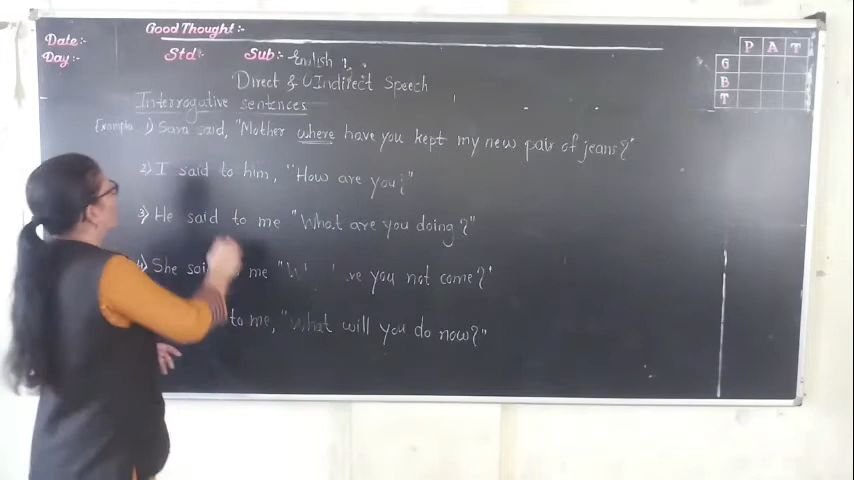 Good Thought:-
Date:-
Day:-
Std:-
Sub:- English
P A T
G
B
T
Direct & Indirect Speech
Interrogative sentences
Example 1) Sara said, "Mother where have you kept my new pair of jeans?"
2) I said to him, "How are you?"
3) He said to me "What are you doing?"
4) She said me "W ve you not come?"
to me, "What will you do now?"